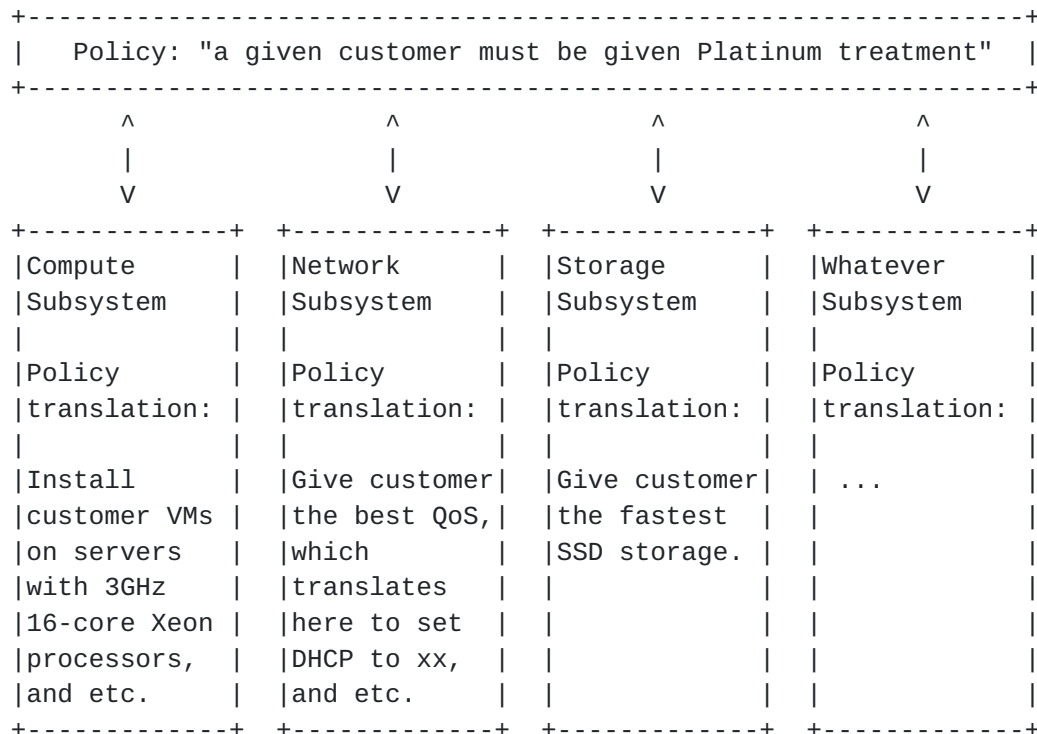 Policy: "a given customer must be given Platinum treatment"
Compute
Subsystem
Policy
translation:
Install
customer VMs
on servers
with 3GHz
16-core Xeon
processors,
and etc.
Network
Subsystem
Policy
translation:
Give customer
the best QoS,
which
translates
here to set
DHCP to xx,
and etc.
Storage
Subsystem
Policy
translation:
Give customer
the fastest
SSD storage.
Whatever
Subsystem
Policy
translation:
...